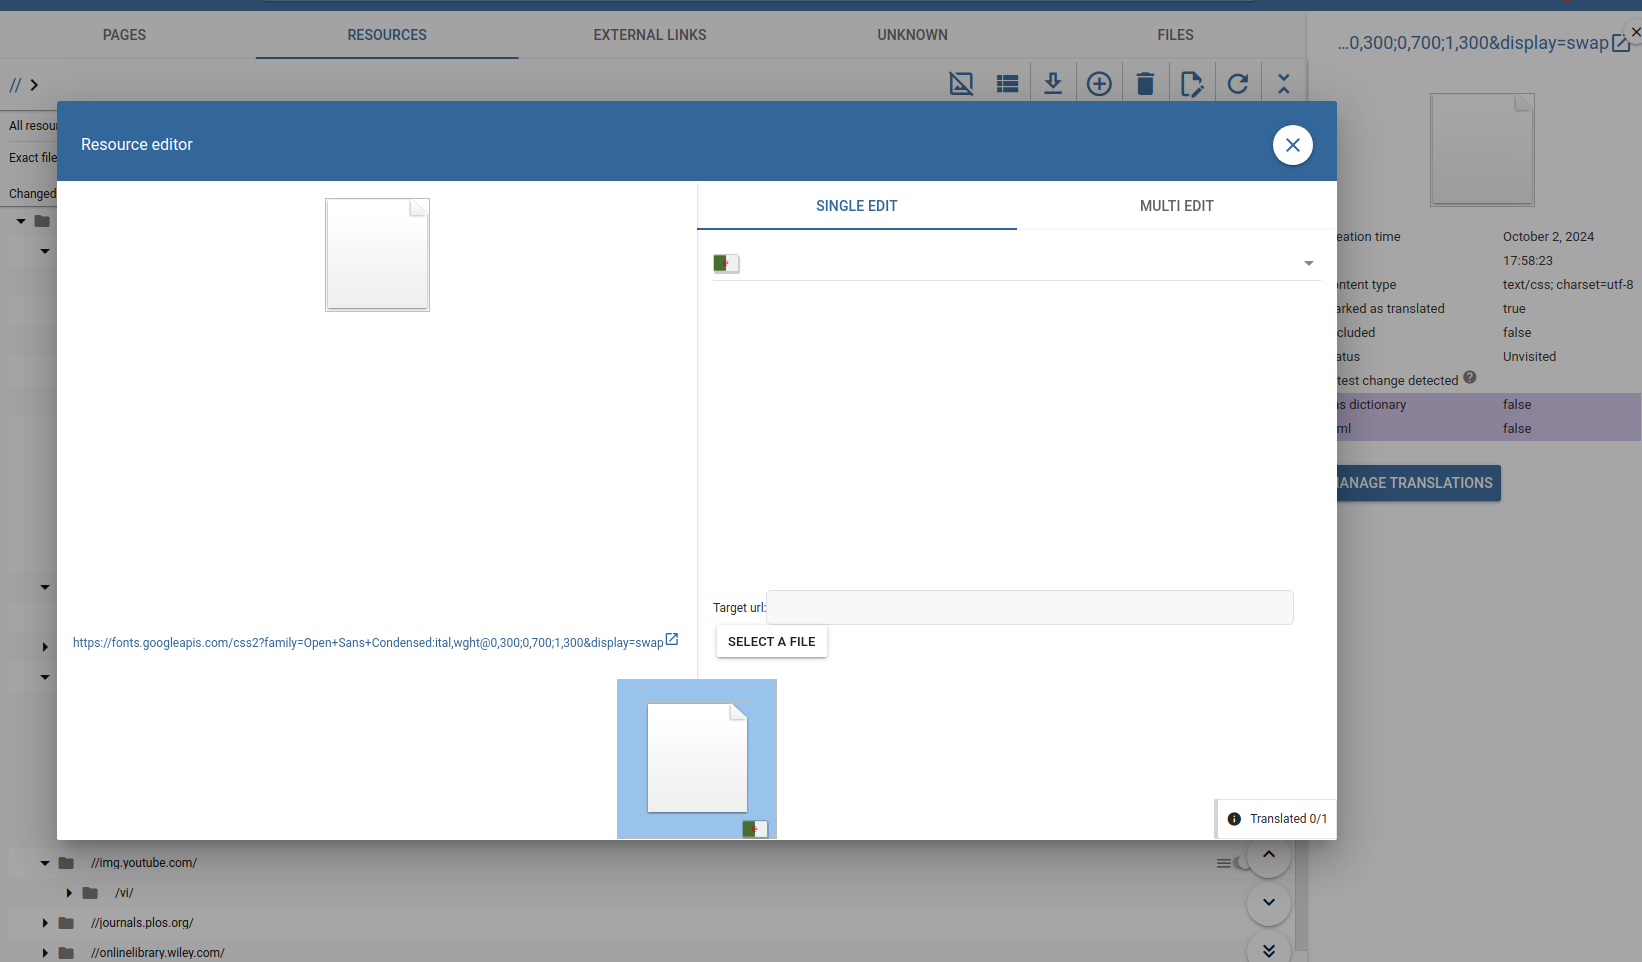 PAGES
RESOURCES
EXTERNAL LINKS
UNKNOWN
FILES
...0,300;0,700;1,300&display=swap
//
All resou
Exact file
Changed
Resource editor
SINGLE EDIT
MULTI EDIT
https://fonts.googleapis.com/css2?family=Open+Sans+Condensed:ital,wght@0,300;0,700;1,300&display=swap
Target url:
SELECT A FILE
Translated 0/1
eation time
October 2, 2024
17:58:23
ntent type
text/css; charset=utf-8
arked as translated
true
cluded
false
atus
Unvisited
test change detected
as dictionary
false
ml
false
ANAGE TRANSLATIONS
//img.youtube.com/
/vi/
//journals.plos.org/
//onlinelibrary.wiley.com/